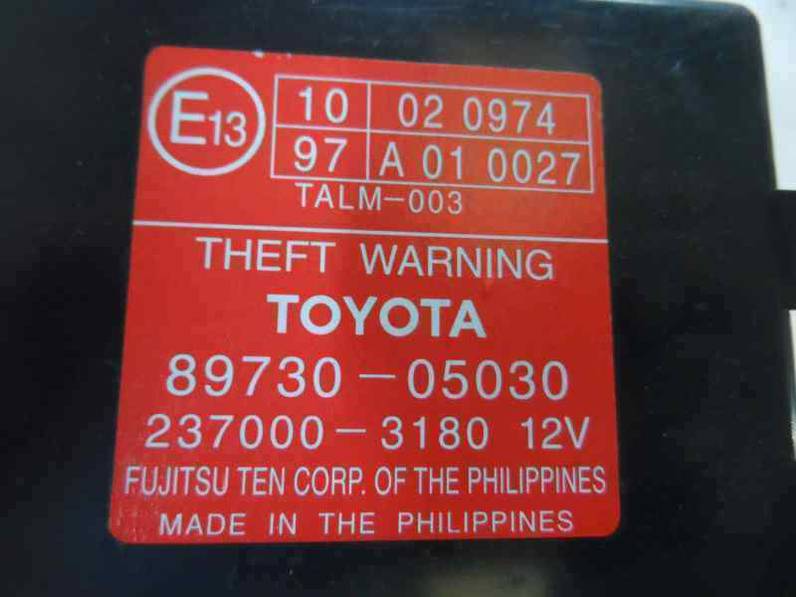 E13
10 02 0974
97 A 01 0027
TALM-003
THEFT WARNING
TOYOTA
89730-05030
237000-3180 12V
FUJITSU TEN CORP. OF THE PHILIPPINES
MADE IN THE PHILIPPINES